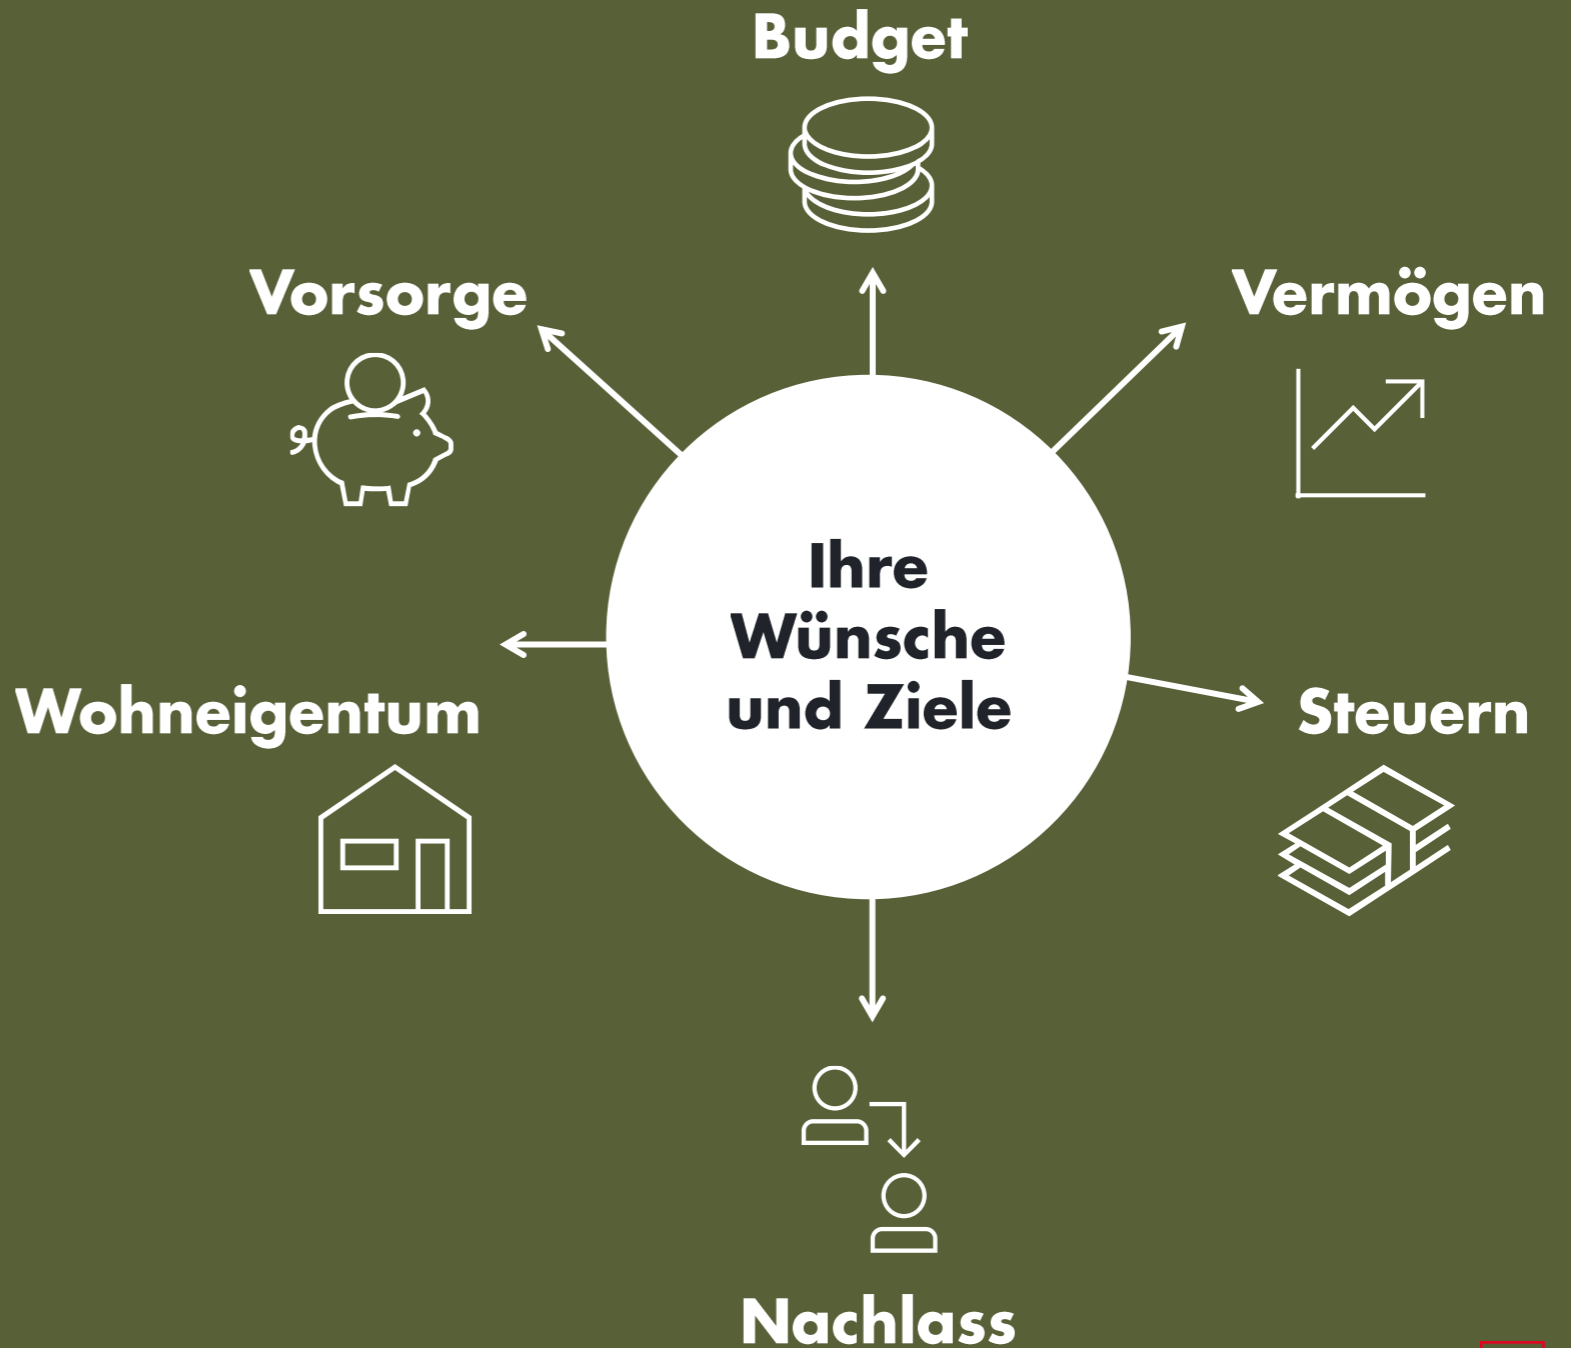 Budget
Vorsorge
Vermögen
Ihre
Wünsche
und Ziele
Wohneigentum
Steuern
Nachlass